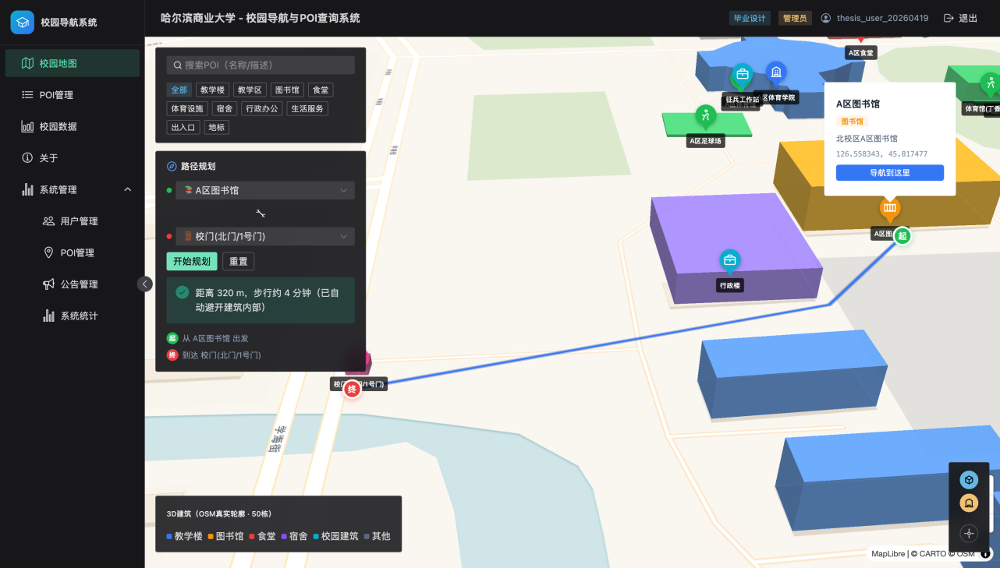 校园导航系统
哈尔滨商业大学 - 校园导航与POI查询系统
毕业设计
管理员
thesis_user_20260419
退出
校园地图
POI管理
校园数据
关于
系统管理
用户管理
POI管理
公告管理
系统统计
搜索POI（名称/描述）
全部 教学楼 教学区 图书馆 食堂
体育设施 宿舍 行政办公 生活服务
出入口 地标
路径规划
A区图书馆
校门(北门/1号门)
开始规划 重置
距离 320 m，步行约 4 分钟（已自
动避开建筑内部）
起 从 A区图书馆 出发
终 到达 校门(北门/1号门)
A区食堂
征兵工作站
区体育学院
A区足球场
体育馆(丁香
A区图书馆
图书馆
北校区A区图书馆
126.558343, 45.817477
导航到这里
A区图
起
行政楼
校门
/1号门)
终
3D建筑（OSM真实轮廓 · 50栋）
教学楼 图书馆 食堂 宿舍 校园建筑 其他
MapLibre | © CARTO © OSM